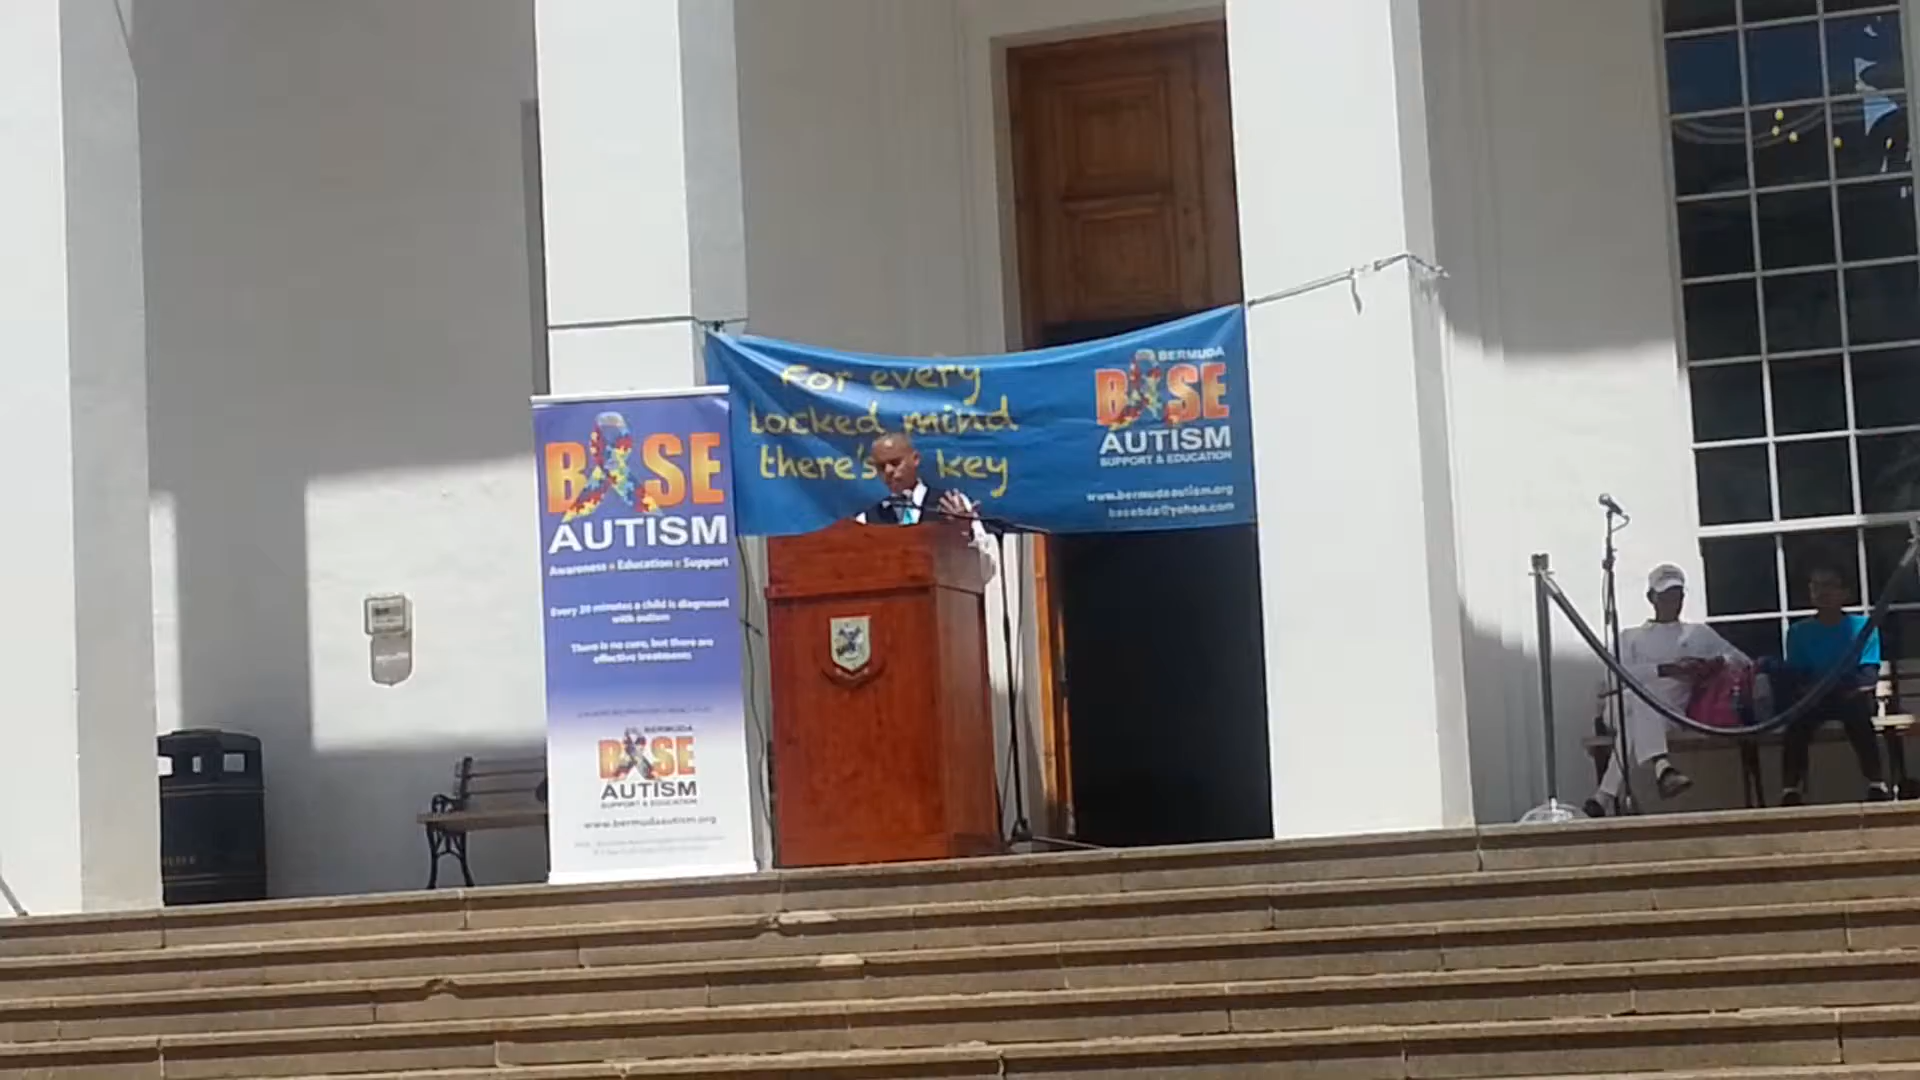 BASE
AUTISM
Awareness • Education • Support
Every 20 minutes a child is diagnosed
with autism
There is no cure, but there are
effective treatments
BERMUDA
BASE
AUTISM
SUPPORT & EDUCATION
www.bermudaautism.org
For every
locked mind
there's key
BERMUDA
BASE
AUTISM
SUPPORT & EDUCATION
www.bermudaautism.org
basebda@yahoo.com